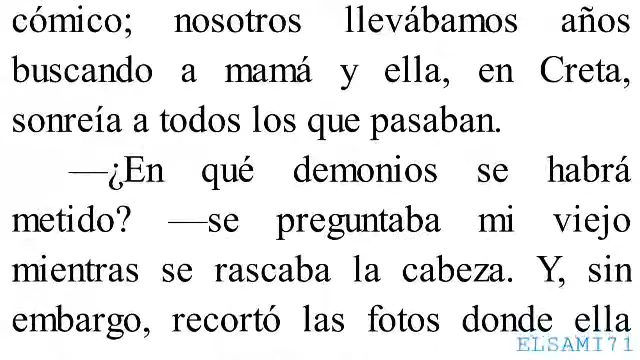 cómico; nosotros llevábamos años
buscando a mamá y ella, en Creta,
sonreía a todos los que pasaban.
—¿En qué demonios se habrá
metido? —se preguntaba mi viejo
mientras se rascaba la cabeza. Y, sin
embargo, recortó las fotos donde ella
ELSAMI71